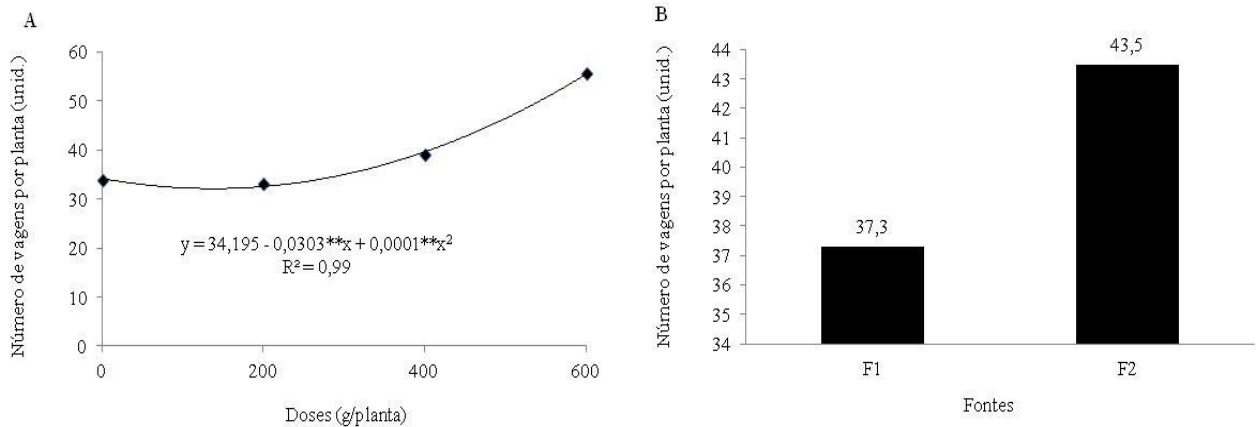 A
Número de vagens por planta (unid.)
60
50
40
30
20
10
0
y = 34,195 - 0,0303**x + 0,0001**x²
R² = 0,99
0 200 400 600
Doses (g/planta)
B
Número de vagens por planta (unid.)
44
43
42
41
40
39
38
37
36
35
34
37,3
43,5
F1 F2
Fontes